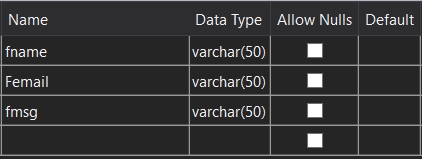 Name Data Type Allow Nulls Default
fname varchar(50)
Femail varchar(50)
fmsg varchar(50)